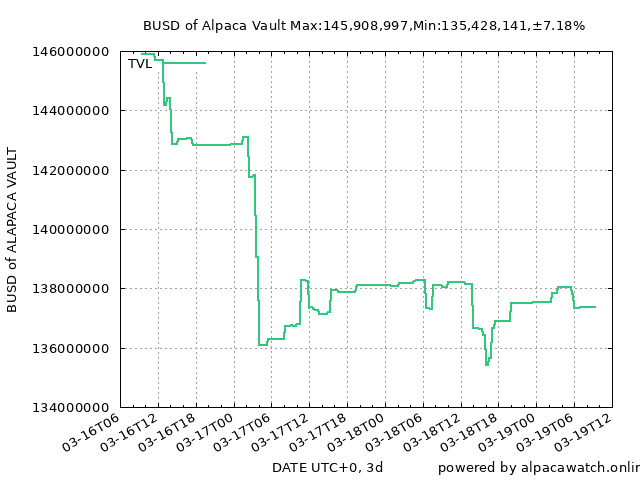 BUSD of Alpaca Vault Max:145,908,997,Min:135,428,141,±7.18%
146000000
TVL
144000000
142000000
140000000
138000000
136000000
134000000
BUSD of ALAPACA VAULT
03-16T06
03-16T12
03-16T18
03-17T00
03-17T06
03-17T12
03-17T18
03-18T00
03-18T06
03-18T12
03-18T18
03-19T00
03-19T06
03-19T12
DATE UTC+0, 3d
powered by alpacawatch.onlin